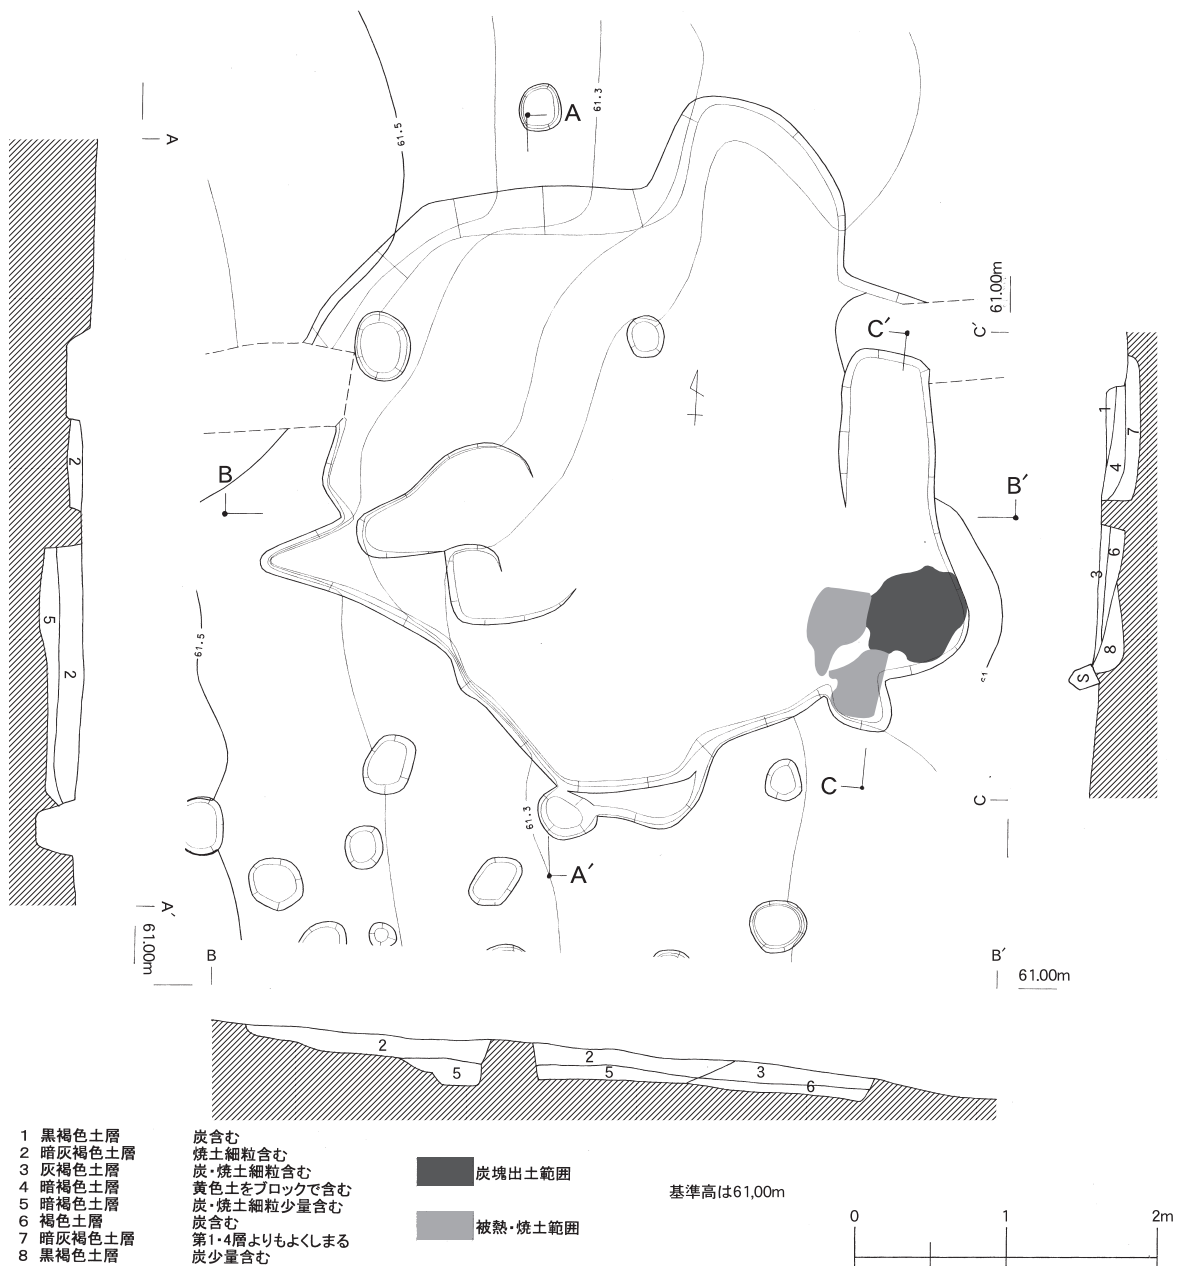 A
61.5
61.3
A
61.00m
C′
C′
1
7
4
2
B
B′
6
3
5
61.5
8
2
S
61
C
C
61.3
A′
A′
61.00m
B
B′
61.00m
2
5
2
5
3
6
1 黒褐色土層 炭含む
2 暗灰褐色土層 焼土細粒含む
3 灰褐色土層 炭・焼土細粒含む
4 暗褐色土層 黄色土をブロックで含む
5 暗褐色土層 炭・焼土細粒少量含む
6 褐色土層 炭含む
7 暗灰褐色土層 第1・4層よりもよくしまる
8 黒褐色土層 炭少量含む
炭塊出土範囲
被熱・焼土範囲
基準高は61,00m
0 1 2m